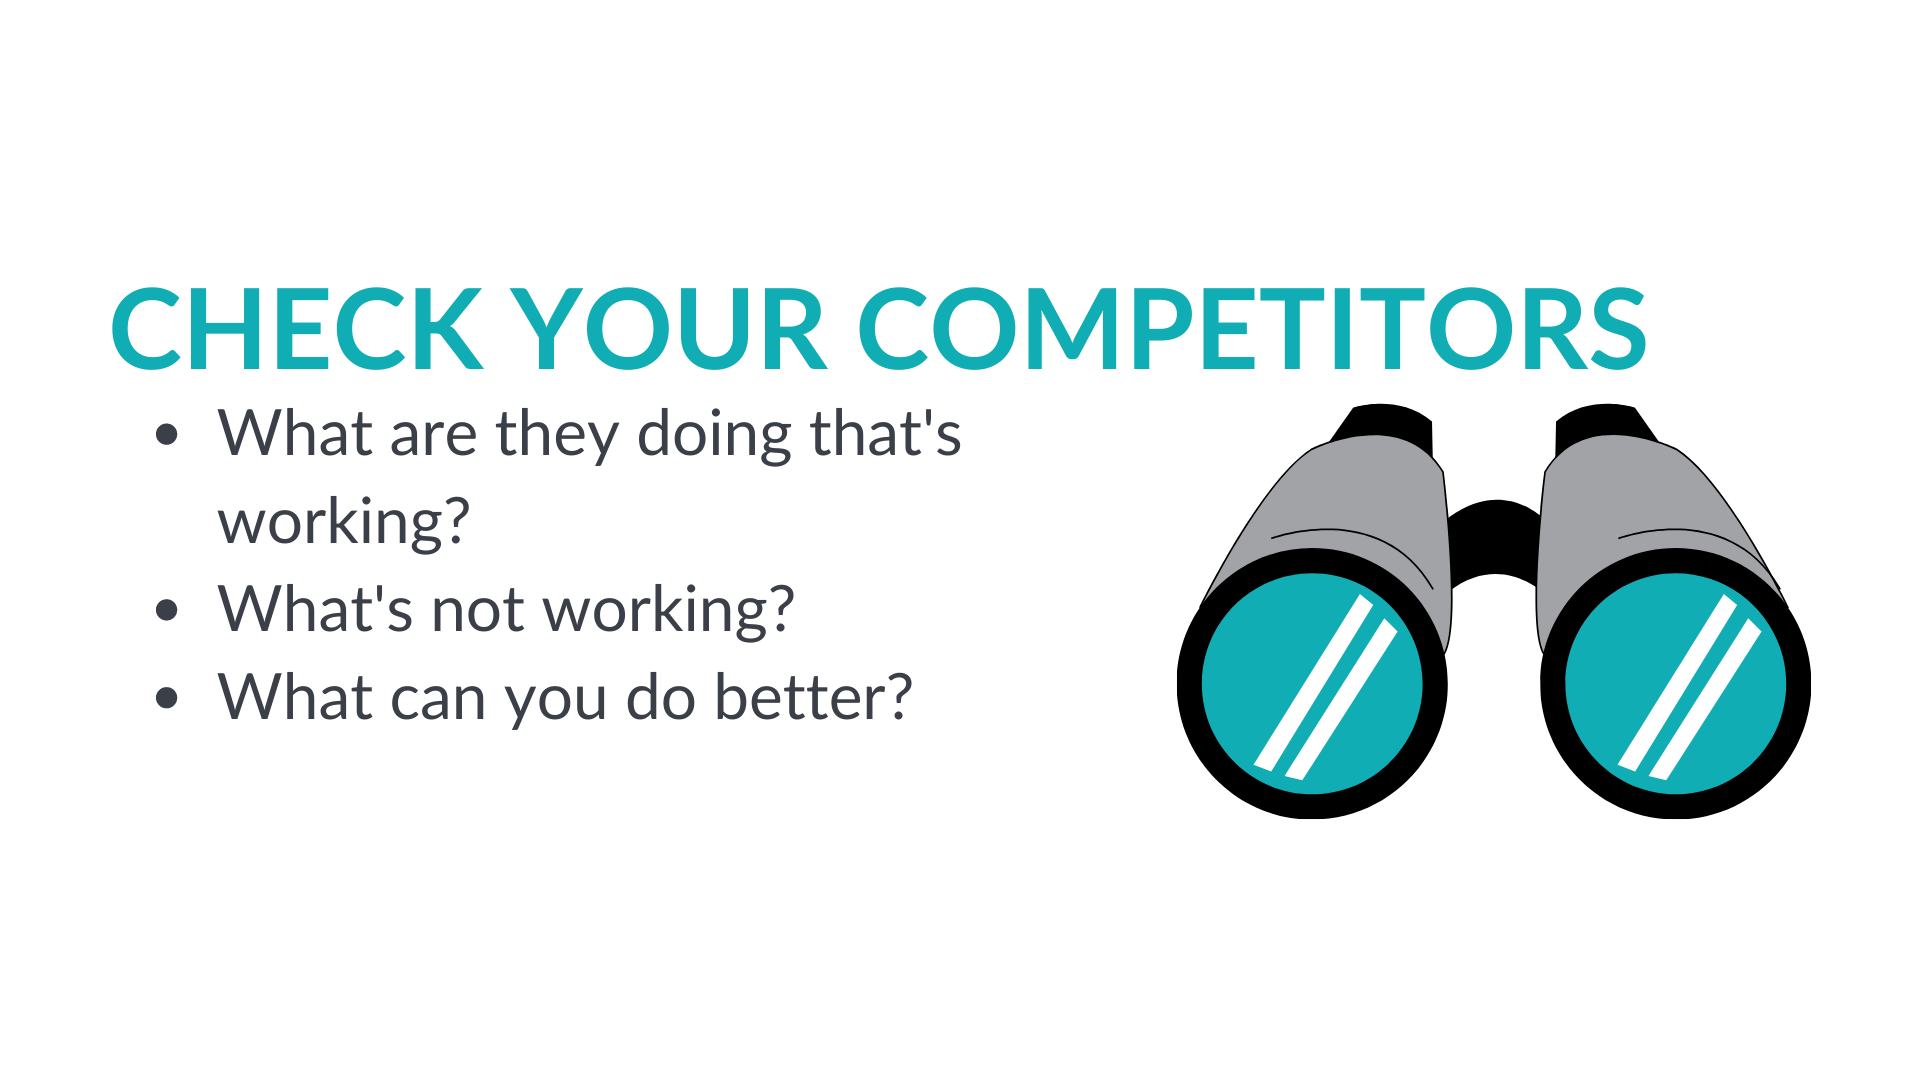 CHECK YOUR COMPETITORS
• What are they doing that's
working?
• What's not working?
• What can you do better?